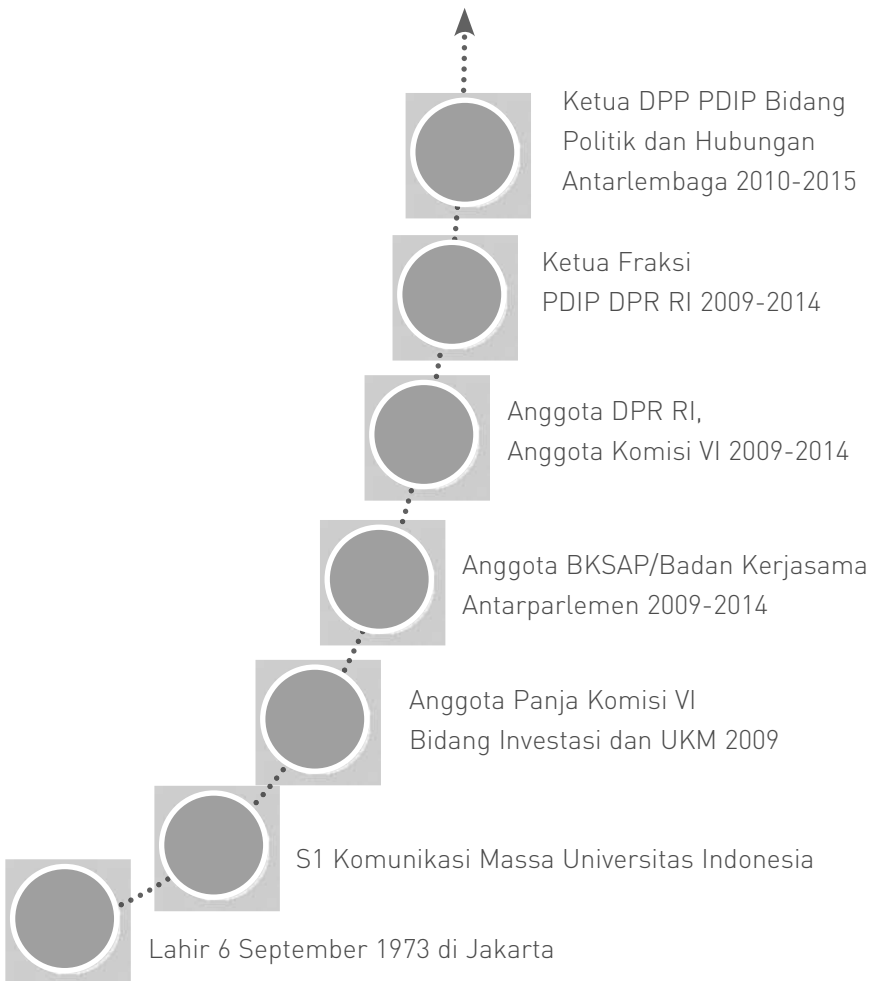 Ketua DPP PDIP Bidang
Politik dan Hubungan
Antarlembaga 2010-2015
Ketua Fraksi
PDIP DPR RI 2009-2014
Anggota DPR RI,
Anggota Komisi VI 2009-2014
Anggota BKSAP/Badan Kerjasama
Antarparlemen 2009-2014
Anggota Panja Komisi VI
Bidang Investasi dan UKM 2009
S1 Komunikasi Massa Universitas Indonesia
Lahir 6 September 1973 di Jakarta